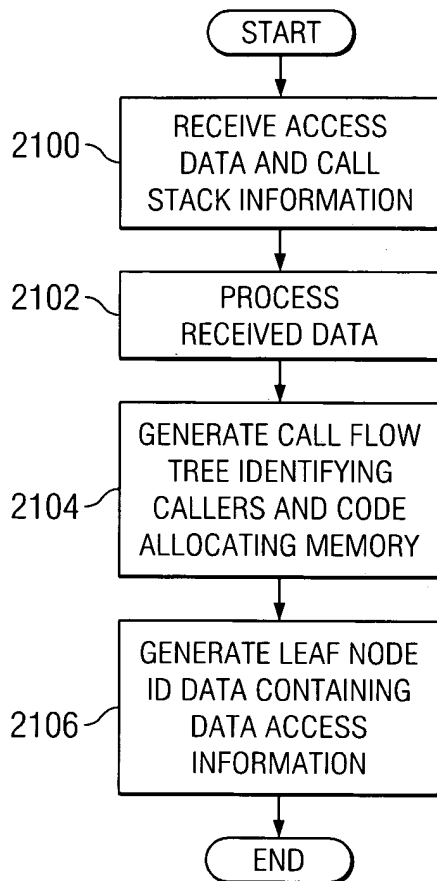 START
2100
RECEIVE ACCESS
DATA AND CALL
STACK INFORMATION
2102
PROCESS
RECEIVED DATA
2104
GENERATE CALL FLOW
TREE IDENTIFYING
CALLERS AND CODE
ALLOCATING MEMORY
2106
GENERATE LEAF NODE
ID DATA CONTAINING
DATA ACCESS
INFORMATION
END